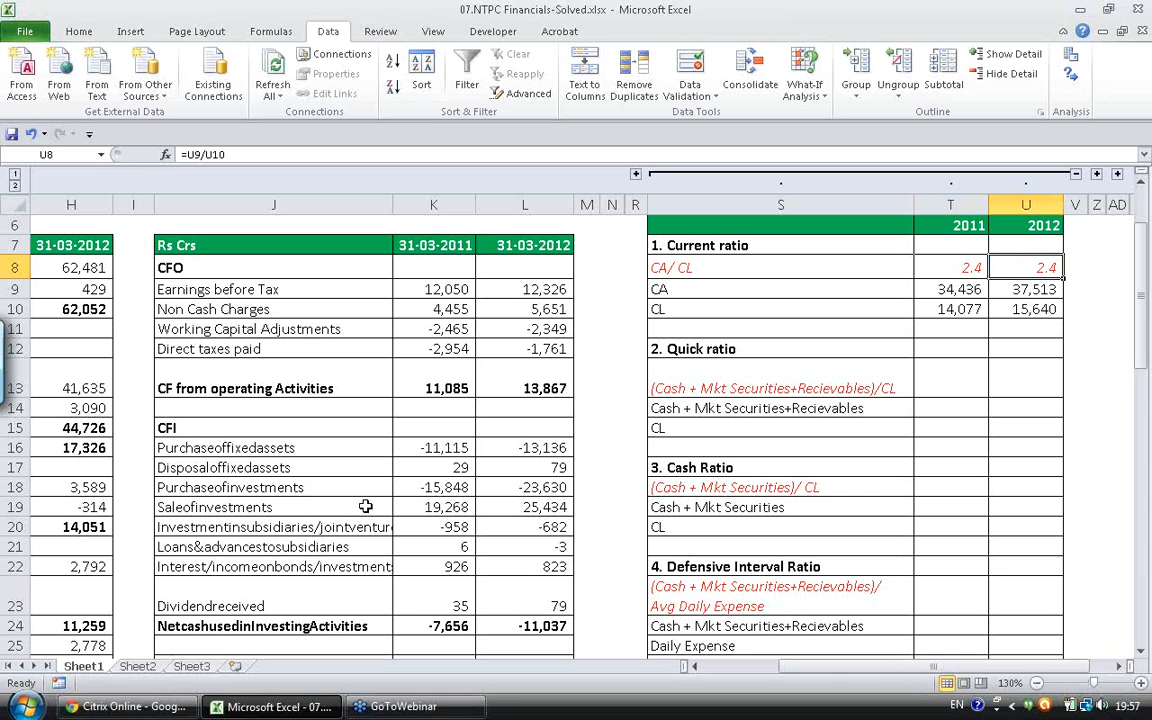 07.NTPC Financials-Solved.xlsx - Microsoft Excel
File Home Insert Page Layout Formulas Data Review View Developer Acrobat
From Access From Web From Text From Other Sources Existing Connections Refresh All Connections Properties Edit Links Sort Filter Clear Reapply Advanced Text to Columns Remove Duplicates Data Validation Consolidate What-If Analysis Group Ungroup Subtotal Show Detail Hide Detail
Get External Data Connections Sort & Filter Data Tools Outline Analysis
U8 fx =U9/U10
1
2
H I J K L M N R S T U V Z AD
6 2011 2012
7 31-03-2012 Rs Crs 31-03-2011 31-03-2012 1. Current ratio
8 62,481 CFO CA/ CL 2.4 2.4
9 429 Earnings before Tax 12,050 12,326 CA 34,436 37,513
10 62,052 Non Cash Charges 4,455 5,651 CL 14,077 15,640
11 Working Capital Adjustments -2,465 -2,349
12 Direct taxes paid -2,954 -1,761 2. Quick ratio
13 41,635 CF from operating Activities 11,085 13,867 (Cash + Mkt Securities+Recievables)/CL
14 3,090 Cash + Mkt Securities+Recievables
15 44,726 CFI CL
16 17,326 Purchaseoffixedassets -11,115 -13,136
17 Disposaloffixedassets 29 79 3. Cash Ratio
18 3,589 Purchaseofinvestments -15,848 -23,630 (Cash + Mkt Securities)/ CL
19 -314 Saleofinvestments 19,268 25,434 Cash + Mkt Securities
20 14,051 Investmentinsubsidiaries/jointventur -958 -682 CL
21 Loans&advancestosubsidiaries 6 -3
22 2,792 Interest/incomeonbonds/investments 926 823 4. Defensive Interval Ratio
(Cash + Mkt Securities+Recievables)/
23 Dividendreceived 35 79 Avg Daily Expense
24 11,259 NetcashusedinInvestingActivities -7,656 -11,037 Cash + Mkt Securities+Recievables
25 2,778 Daily Expense
Sheet1 Sheet2 Sheet3
Ready 130%
Citrix Online - Goog... Microsoft Excel - 07.... GoToWebinar EN 19:57